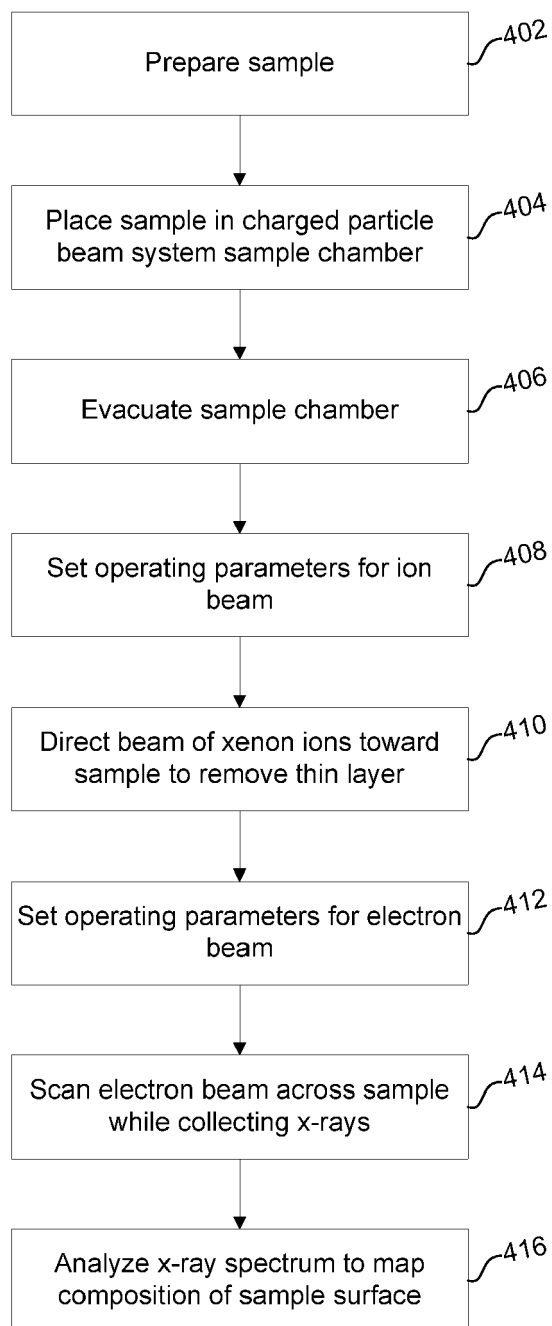 Prepare sample
402
Place sample in charged particle
beam system sample chamber
404
Evacuate sample chamber
406
Set operating parameters for ion
beam
408
Direct beam of xenon ions toward
sample to remove thin layer
410
Set operating parameters for electron
beam
412
Scan electron beam across sample
while collecting x-rays
414
Analyze x-ray spectrum to map
composition of sample surface
416